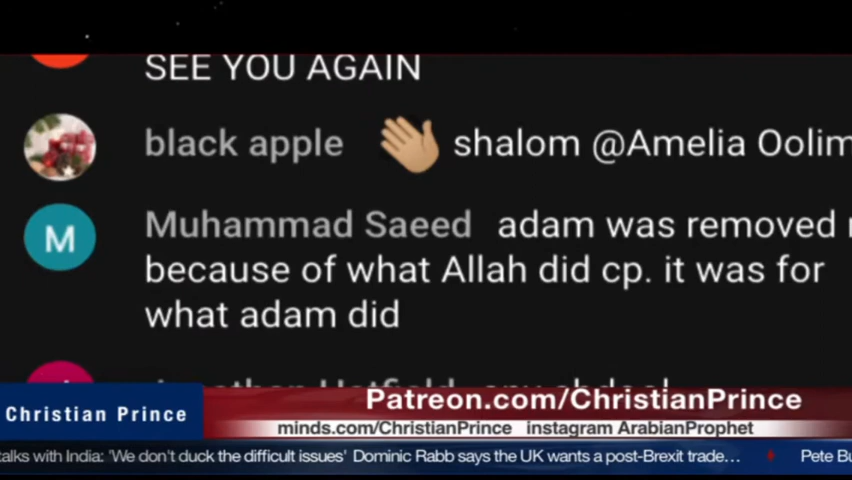 SEE YOU AGAIN
black apple 👋🏼 shalom @Amelia Oolim
Muhammad Saeed adam was removed
because of what Allah did cp. it was for
what adam did
Christian Prince
Patreon.com/ChristianPrince
minds.com/ChristianPrince instagram ArabianProphet
talks with India: 'We don't duck the difficult issues' Dominic Rabb says the UK wants a post-Brexit trade... Pete Bu